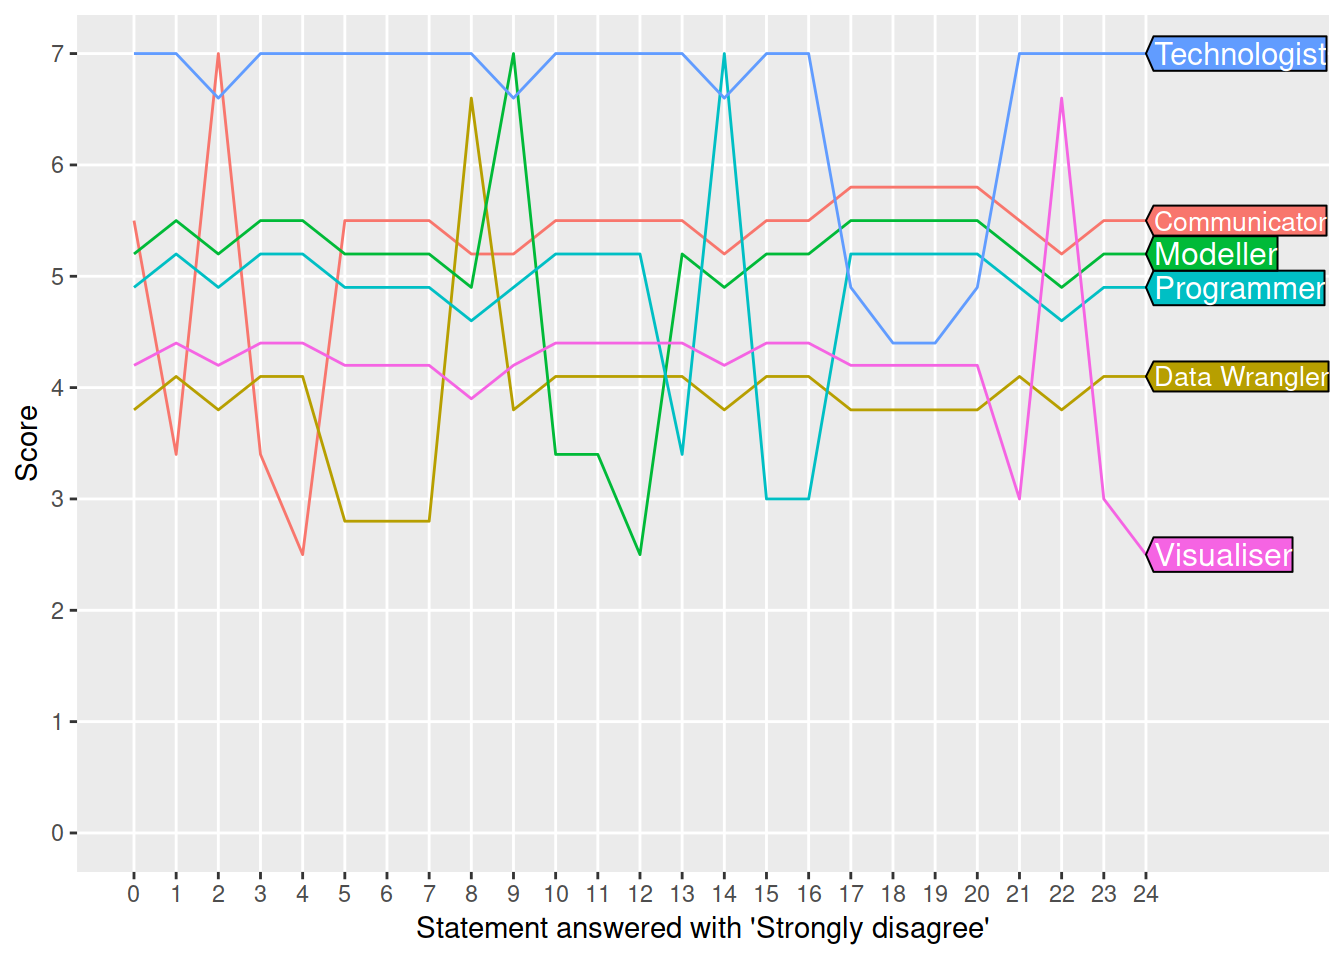 7
6
5
4
3
2
1
0
Score
Technologist
Communicator
Modeller
Programmer
Data Wrangler
Visualiser
0 1 2 3 4 5 6 7 8 9 10 11 12 13 14 15 16 17 18 19 20 21 22 23 24
Statement answered with 'Strongly disagree'